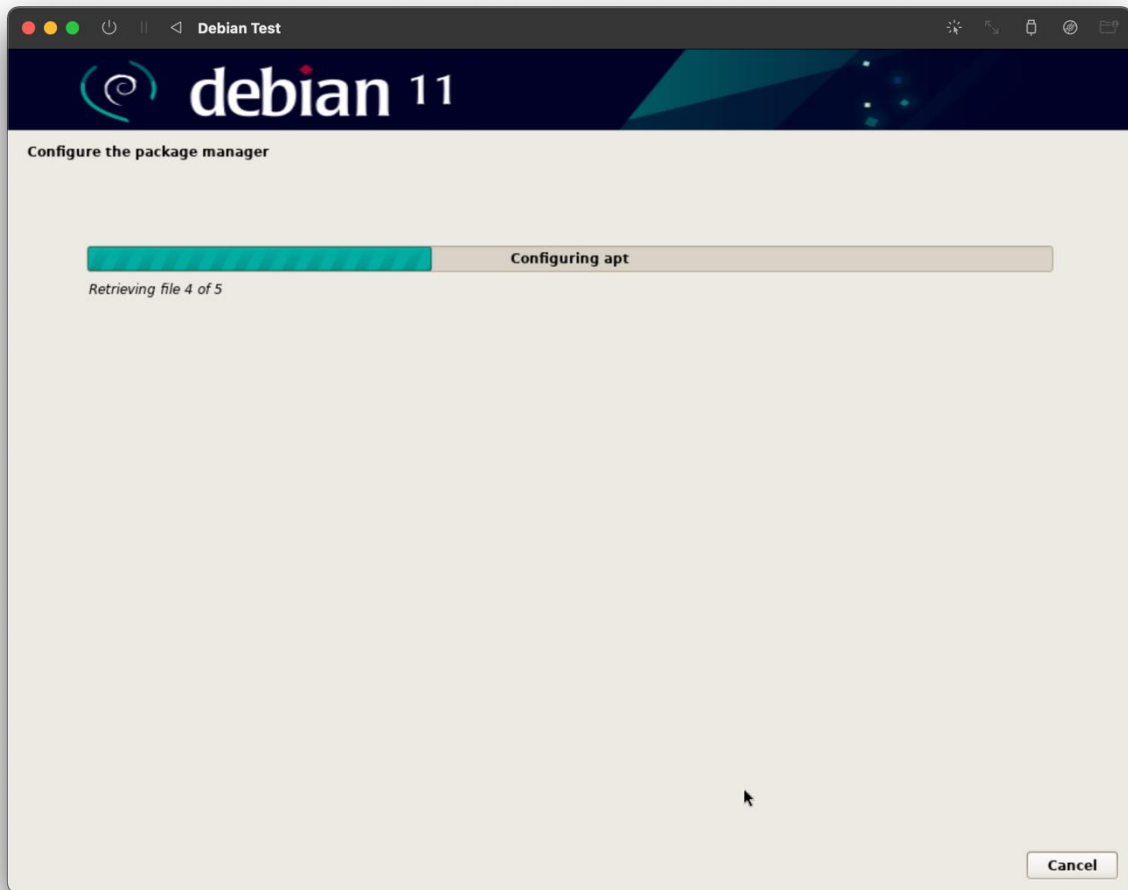 Debian Test
debian 11
Configure the package manager
Configuring apt
Retrieving file 4 of 5
Cancel